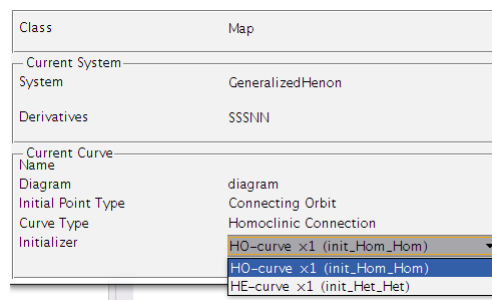 Class Map
Current System
System GeneralizedHenon
Derivatives SSSNN
Current Curve
Name
Diagram diagram
Initial Point Type Connecting Orbit
Curve Type Homoclinic Connection
Initializer HO-curve x1 (init_Hom_Hom)
HO-curve x1 (init_Hom_Hom)
HE-curve x1 (init_Het_Het)